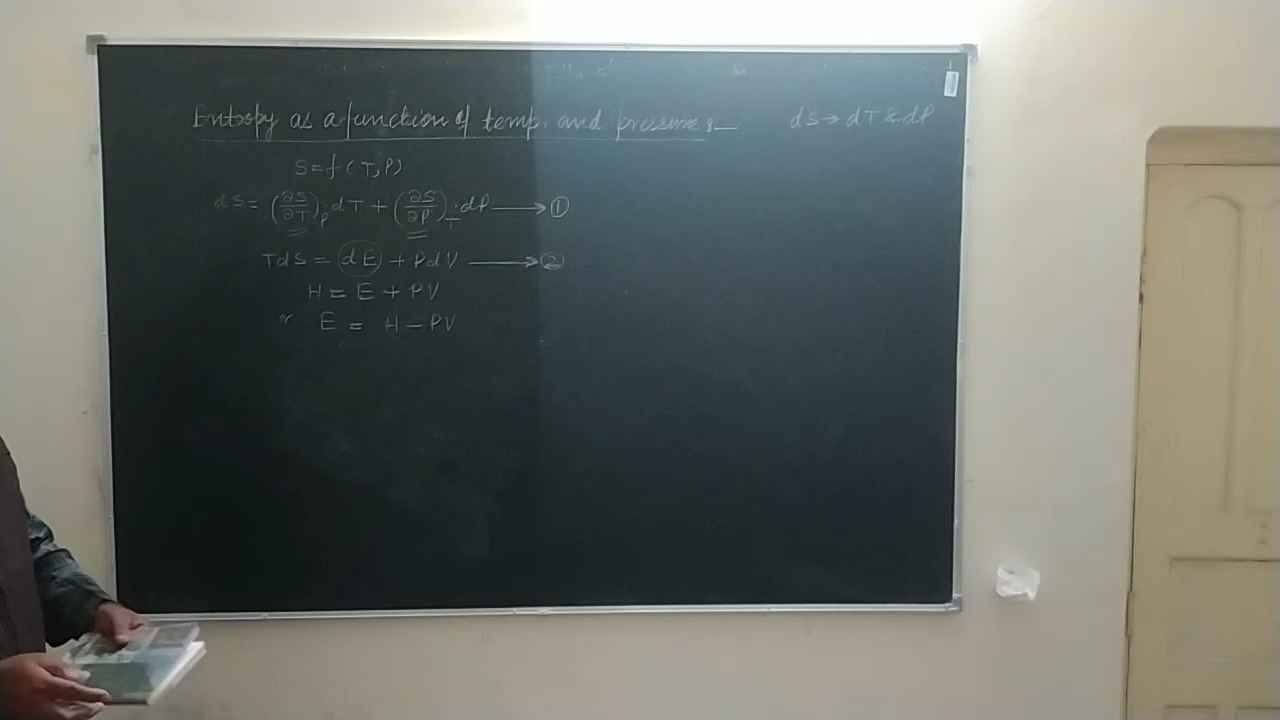 Entropy as a function of temp. and pressure :—
dS → dT & dP
S = f(T, P)
dS = (∂S/∂T)_P . dT + (∂S/∂P)_T . dP ⟶ ①
TdS = dE + PdV ⟶ ②
H = E + PV
or E = H – PV